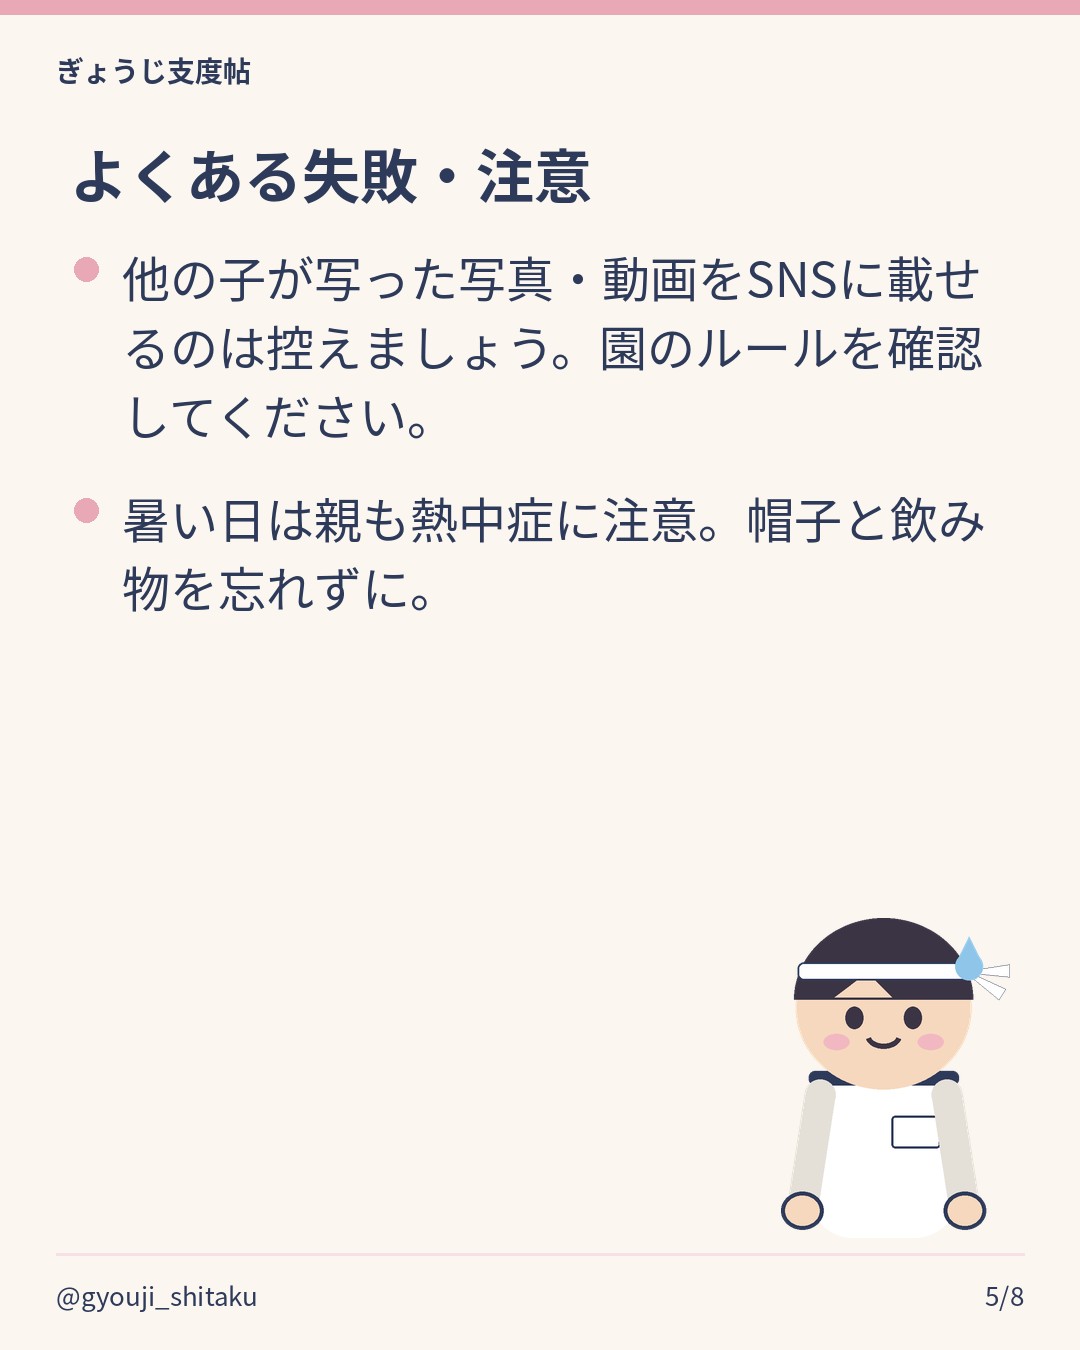 ぎょうじ支度帖
よくある失敗・注意
他の子が写った写真・動画をSNSに載せ
るのは控えましょう。園のルールを確認
してください。
暑い日は親も熱中症に注意。帽子と飲み
物を忘れずに。
@gyouji_shitaku
5/8